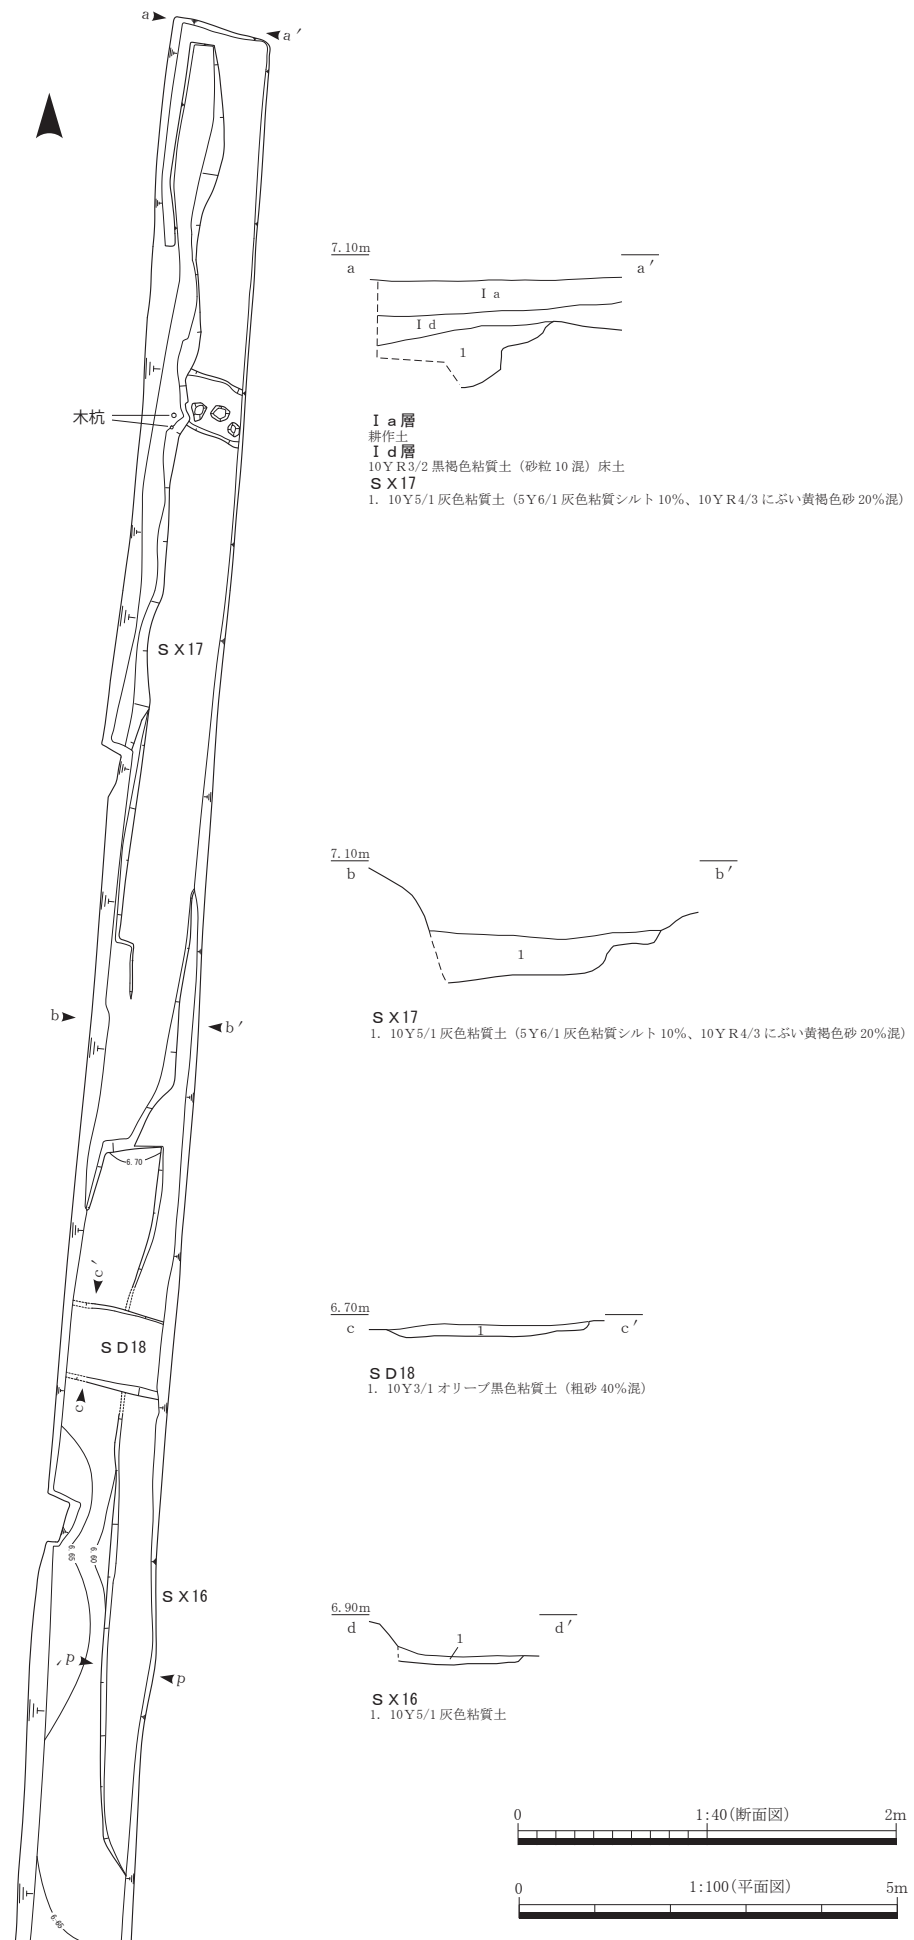 a
a′
7.10m
a
a′
Ⅰa
Ⅰd
1
木杭
Ⅰa層
耕作土
Ⅰd層
10YR3/2 黒褐色粘質土（砂粒 10 混）床土
SX17
1. 10Y5/1 灰色粘質土（5Y6/1 灰色粘質シルト 10%、10YR4/3 にぶい黄褐色砂 20%混）
SX17
7.10m
b
b′
1
b
b′
SX17
1. 10Y5/1 灰色粘質土（5Y6/1 灰色粘質シルト 10%、10YR4/3 にぶい黄褐色砂 20%混）
6.70
c′
6.70m
c
c′
1
SD18
SD18
1. 10Y3/1 オリーブ黒色粘質土（粗砂 40%混）
c
6.65
6.60
SX16
6.90m
d
d′
1
d′
d
SX16
1. 10Y5/1 灰色粘質土
0
1:40(断面図)
2m
0
1:100(平面図)
5m
6.65